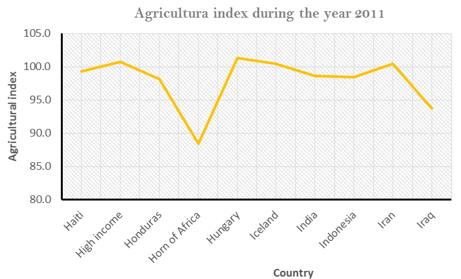 Agricultura index during the year 2011
105.0
100.0
95.0
90.0
85.0
80.0
Agricultural index
Haiti
High income
Honduras
Horn of Africa
Hungary
Iceland
India
Indonesia
Iran
Iraq
Country